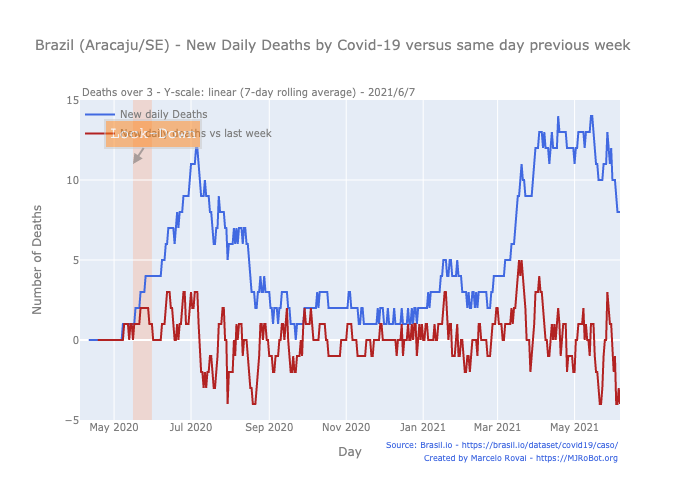 Brazil (Aracaju/SE) - New Daily Deaths by Covid-19 versus same day previous week
Deaths over 3 - Y-scale: linear (7-day rolling average) - 2021/6/7
15
New daily Deaths
New daily Deaths vs last week
Lock Down
10
5
0
−5
Number of Deaths
May 2020
Jul 2020
Sep 2020
Nov 2020
Jan 2021
Mar 2021
May 2021
Day
Source: Brasil.io - https://brasil.io/dataset/covid19/caso/
Created by Marcelo Rovai - https://MJRoBot.org